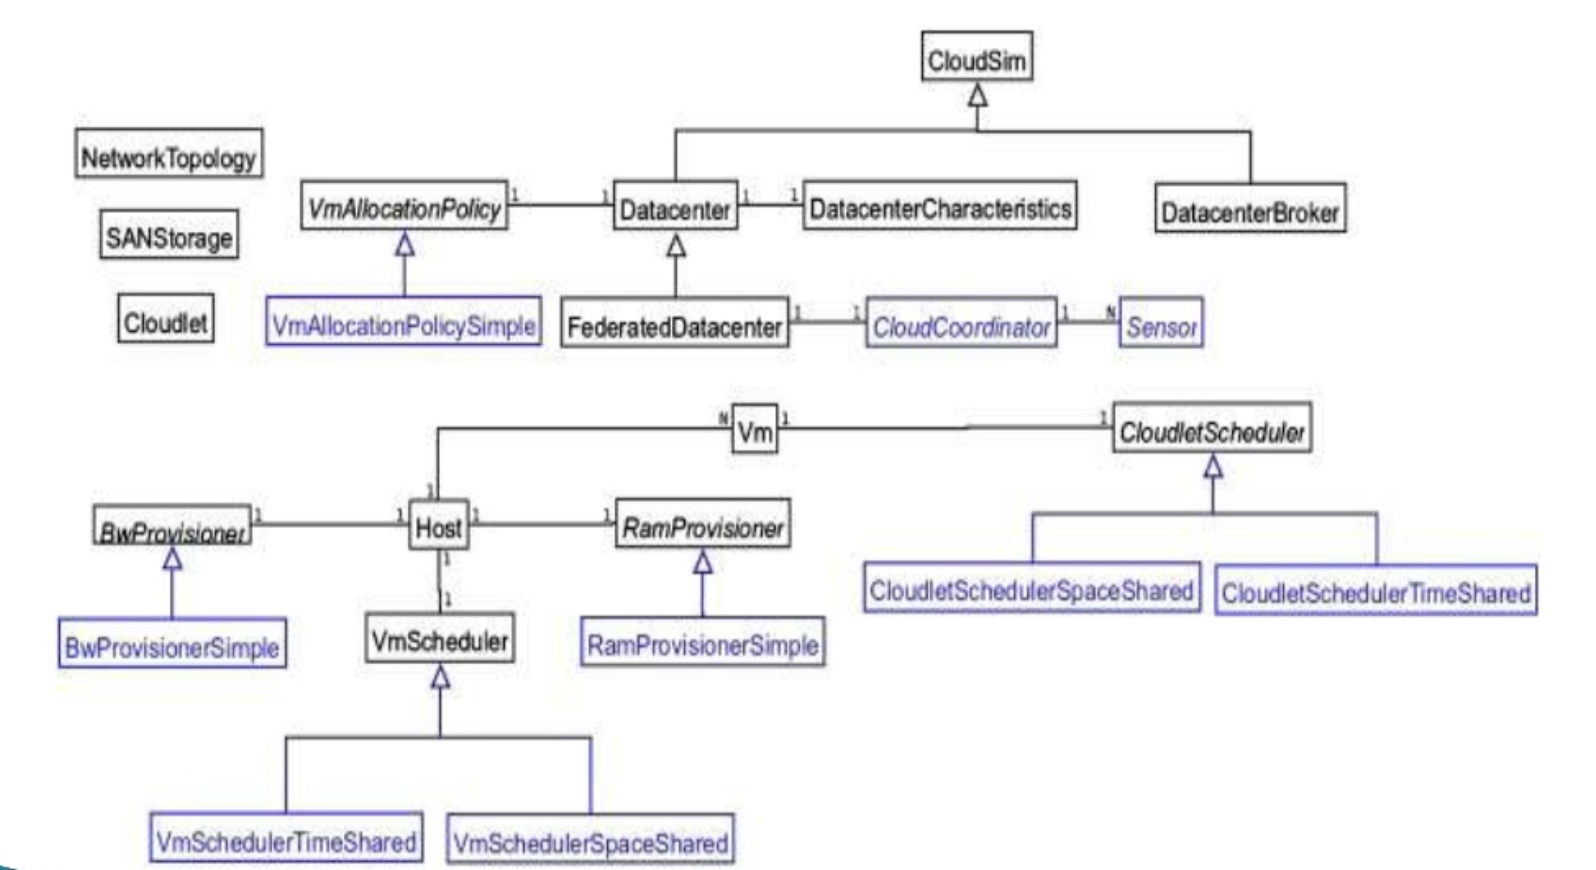 CloudSim
NetworkTopology
VmAllocationPolicy 1 1 Datacenter 1 1 DatacenterCharacteristics
DatacenterBroker
SANStorage
Cloudlet
VmAllocationPolicySimple
FederatedDatacenter 1 1 CloudCoordinator 1 N Sensor
N Vm 1 1 CloudletScheduler
1
BwProvisioner 1 1 Host 1 1 RamProvisioner
1
CloudletSchedulerSpaceShared
CloudletSchedulerTimeShared
1
BwProvisionerSimple
VmScheduler
RamProvisionerSimple
VmSchedulerTimeShared
VmSchedulerSpaceShared